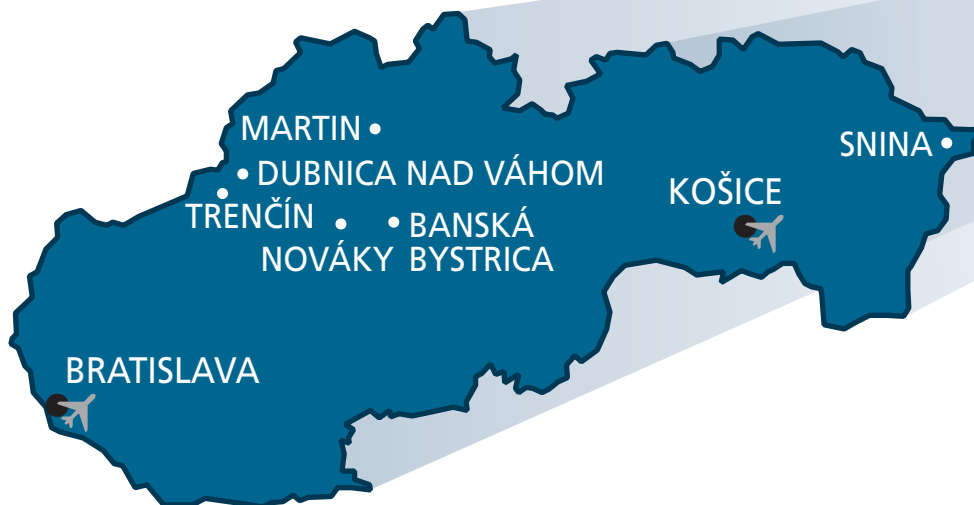 MARTIN
SNINA
DUBNICA NAD VÁHOM
KOŠICE
TRENČÍN
BANSKÁ
NOVÁKY BYSTRICA
BRATISLAVA